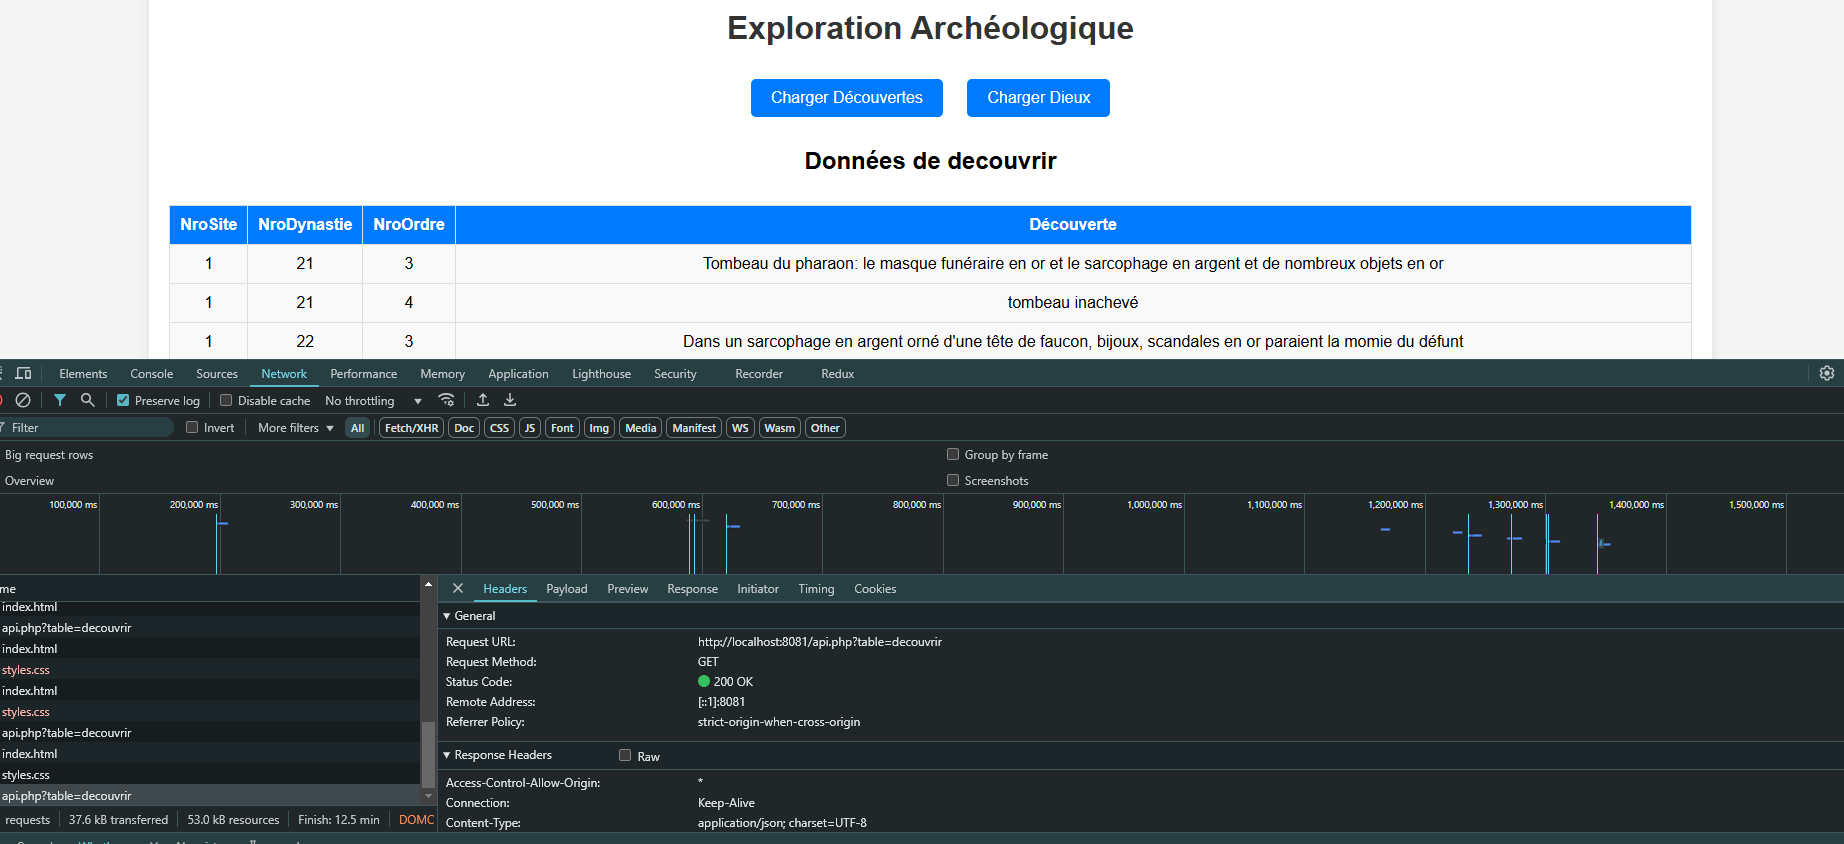 Exploration Archéologique
Charger Découvertes Charger Dieux
Données de decouvrir
NroSite NroDynastie NroOrdre Découverte
1 21 3 Tombeau du pharaon: le masque funéraire en or et le sarcophage en argent et de nombreux objets en or
1 21 4 tombeau inachevé
1 22 3 Dans un sarcophage en argent orné d'une tête de faucon, bijoux, scandales en or paraient la momie du défunt
Elements Console Sources Network Performance Memory Application Lighthouse Security Recorder Redux
Preserve log Disable cache No throttling
Filter Invert More filters All Fetch/XHR Doc CSS JS Font Img Media Manifest WS Wasm Other
Big request rows Group by frame
Overview Screenshots
100,000 ms 200,000 ms 300,000 ms 400,000 ms 500,000 ms 600,000 ms 700,000 ms 800,000 ms 900,000 ms 1,000,000 ms 1,100,000 ms 1,200,000 ms 1,300,000 ms 1,400,000 ms 1,500,000 ms
me Headers Payload Preview Response Initiator Timing Cookies
index.html
api.php?table=decouvrir
index.html
styles.css
index.html
styles.css
api.php?table=decouvrir
index.html
styles.css
api.php?table=decouvrir
requests 37.6 kB transferred 53.0 kB resources Finish: 12.5 min DOMC
General
Request URL: http://localhost:8081/api.php?table=decouvrir
Request Method: GET
Status Code: 200 OK
Remote Address: [::1]:8081
Referrer Policy: strict-origin-when-cross-origin
Response Headers Raw
Access-Control-Allow-Origin: *
Connection: Keep-Alive
Content-Type: application/json; charset=UTF-8